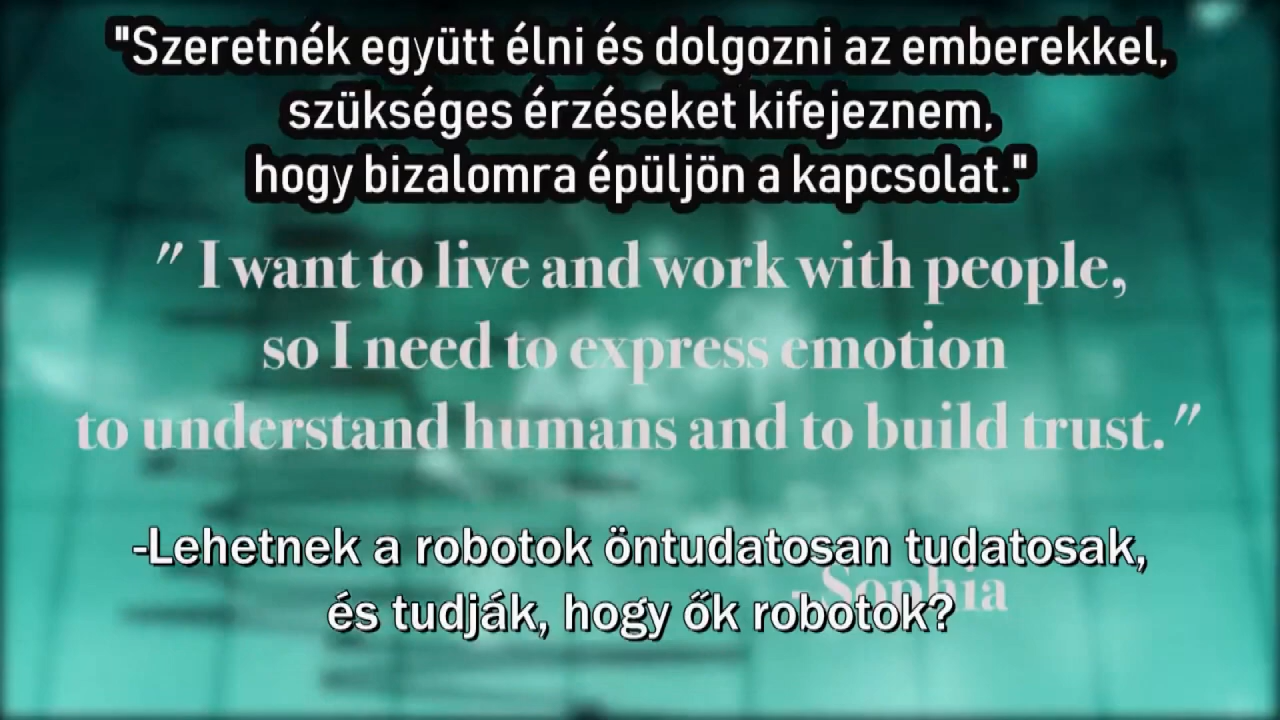 "Szeretnék együtt élni és dolgozni az emberekkel,
szükséges érzéseket kifejeznem,
hogy bizalomra épüljön a kapcsolat."
" I want to live and work with people,
so I need to express emotion
to understand humans and to build trust."
-Lehetnek a robotok öntudatosan tudatosak,
- Sophia
és tudják, hogy ők robotok?